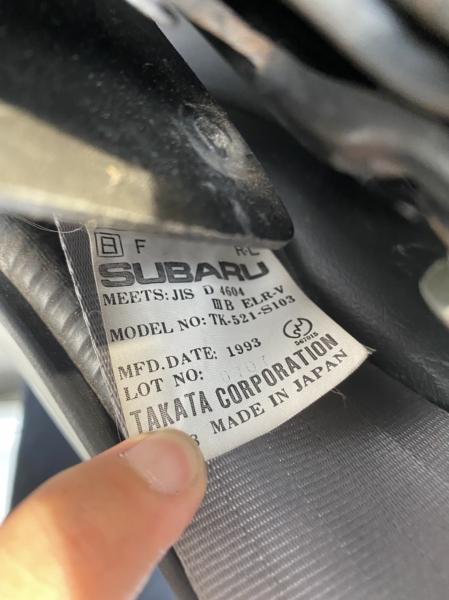 日 F R-L
SUBARU
MEETS: JIS D 4604
ⅢB ELR-V
MODEL NO: TK-521-S103
MFD. DATE: 1993
LOT NO:
TAKATA CORPORATION
MADE IN JAPAN